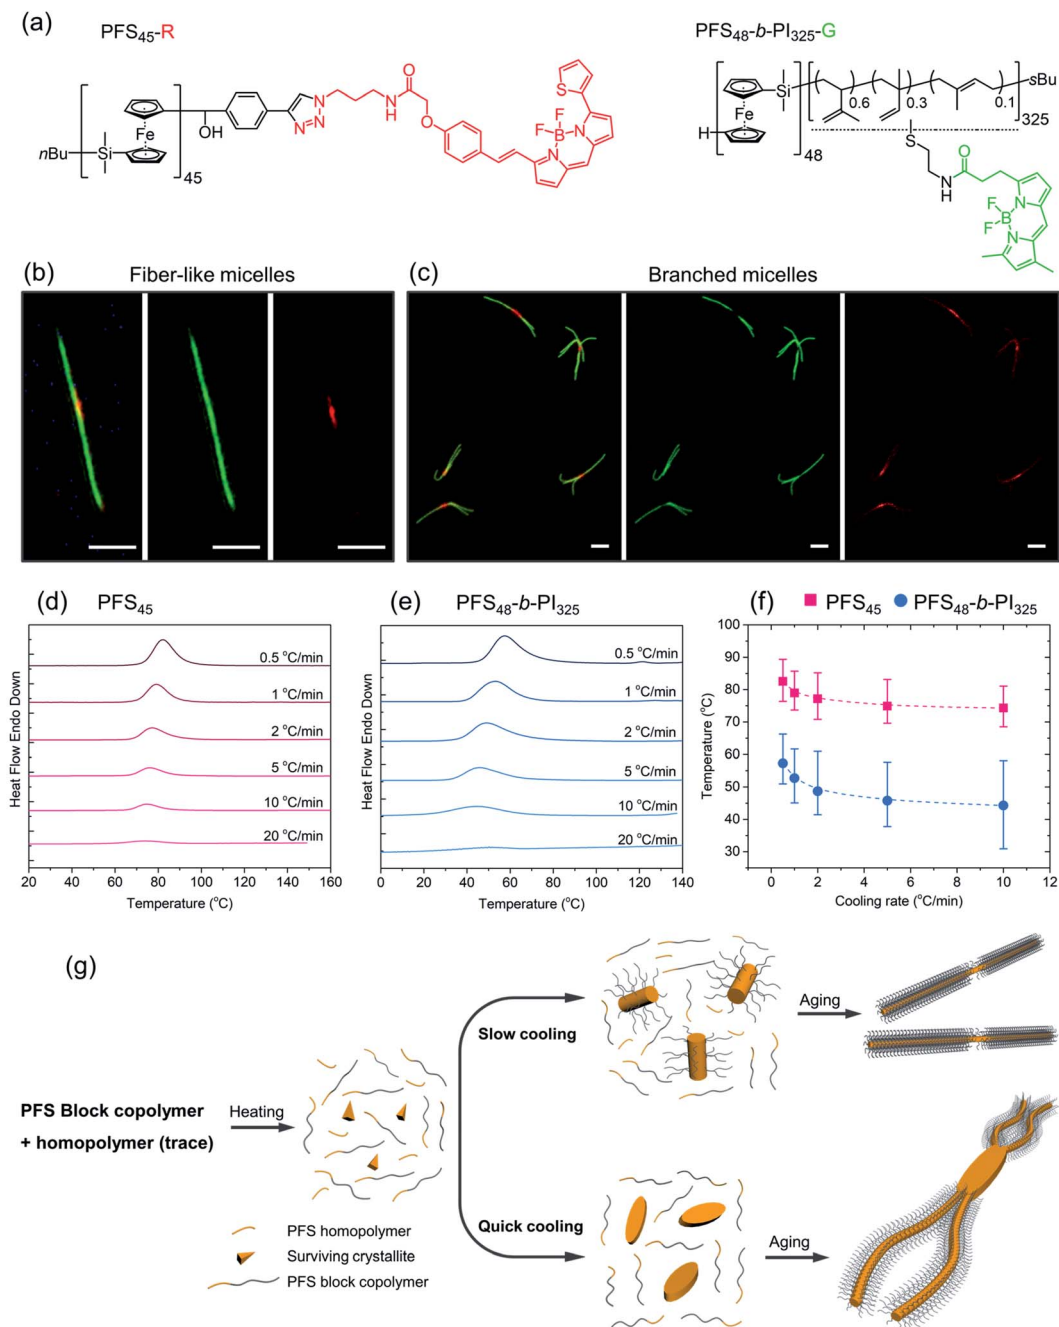 (a)
PFS45-R
PFS48-b-PI325-G
nBu
Si
Fe
45
OH
N
N
N
N
H
O
O
F
F
B
N
N
S
H
Fe
48
Si
0.6
0.3
0.1
sBu
325
S
N
H
O
F
F
B
N
N
(b) Fiber-like micelles
(c) Branched micelles
(d) PFS45
Heat Flow Endo Down
0.5 °C/min
1 °C/min
2 °C/min
5 °C/min
10 °C/min
20 °C/min
20 40 60 80 100 120 140 160
Temperature (°C)
(e) PFS48-b-PI325
Heat Flow Endo Down
0.5 °C/min
1 °C/min
2 °C/min
5 °C/min
10 °C/min
20 °C/min
0 20 40 60 80 100 120 140
Temperature (°C)
(f) PFS45 PFS48-b-PI325
Temperature (°C)
100
90
80
70
60
50
40
30
0 2 4 6 8 10 12
Cooling rate (°C/min)
(g)
PFS Block copolymer
+ homopolymer (trace)
Heating
Slow cooling
Aging
Quick cooling
Aging
PFS homopolymer
Surviving crystallite
PFS block copolymer